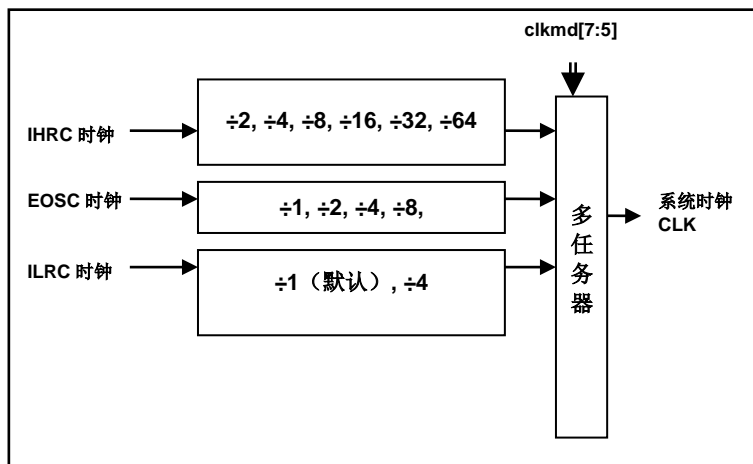 clkmd[7:5]
IHRC 时钟
÷2, ÷4, ÷8, ÷16, ÷32, ÷64
EOSC 时钟
÷1, ÷2, ÷4, ÷8,
ILRC 时钟
÷1（默认）, ÷4
多
任
务
器
系统时钟
CLK